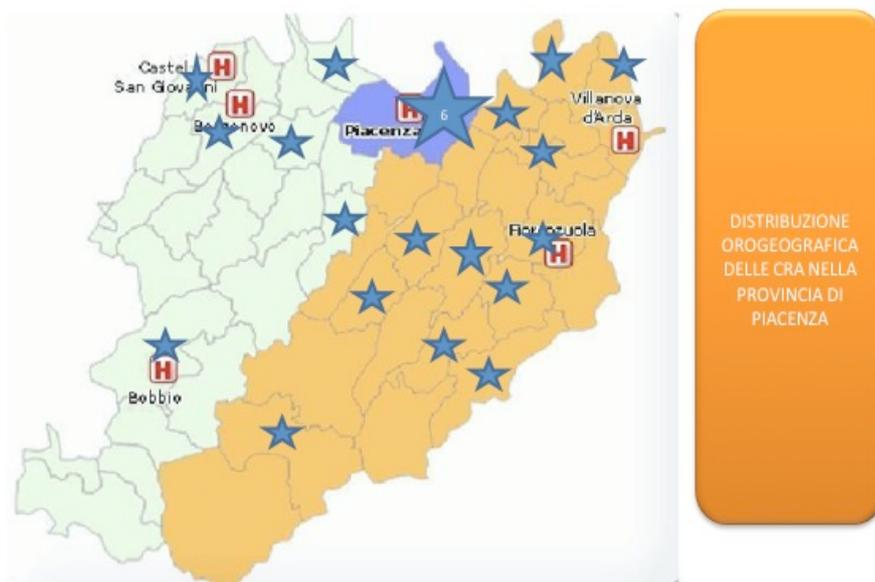 Castel
San Giovanni
H
H
Borgonovo
H
Piacenza
6
Villanova
d'Arda
H
Fiorenzuola
H
H
Bobbio
DISTRIBUZIONE
OROGEOGRAFICA
DELLE CRA NELLA
PROVINCIA DI
PIACENZA